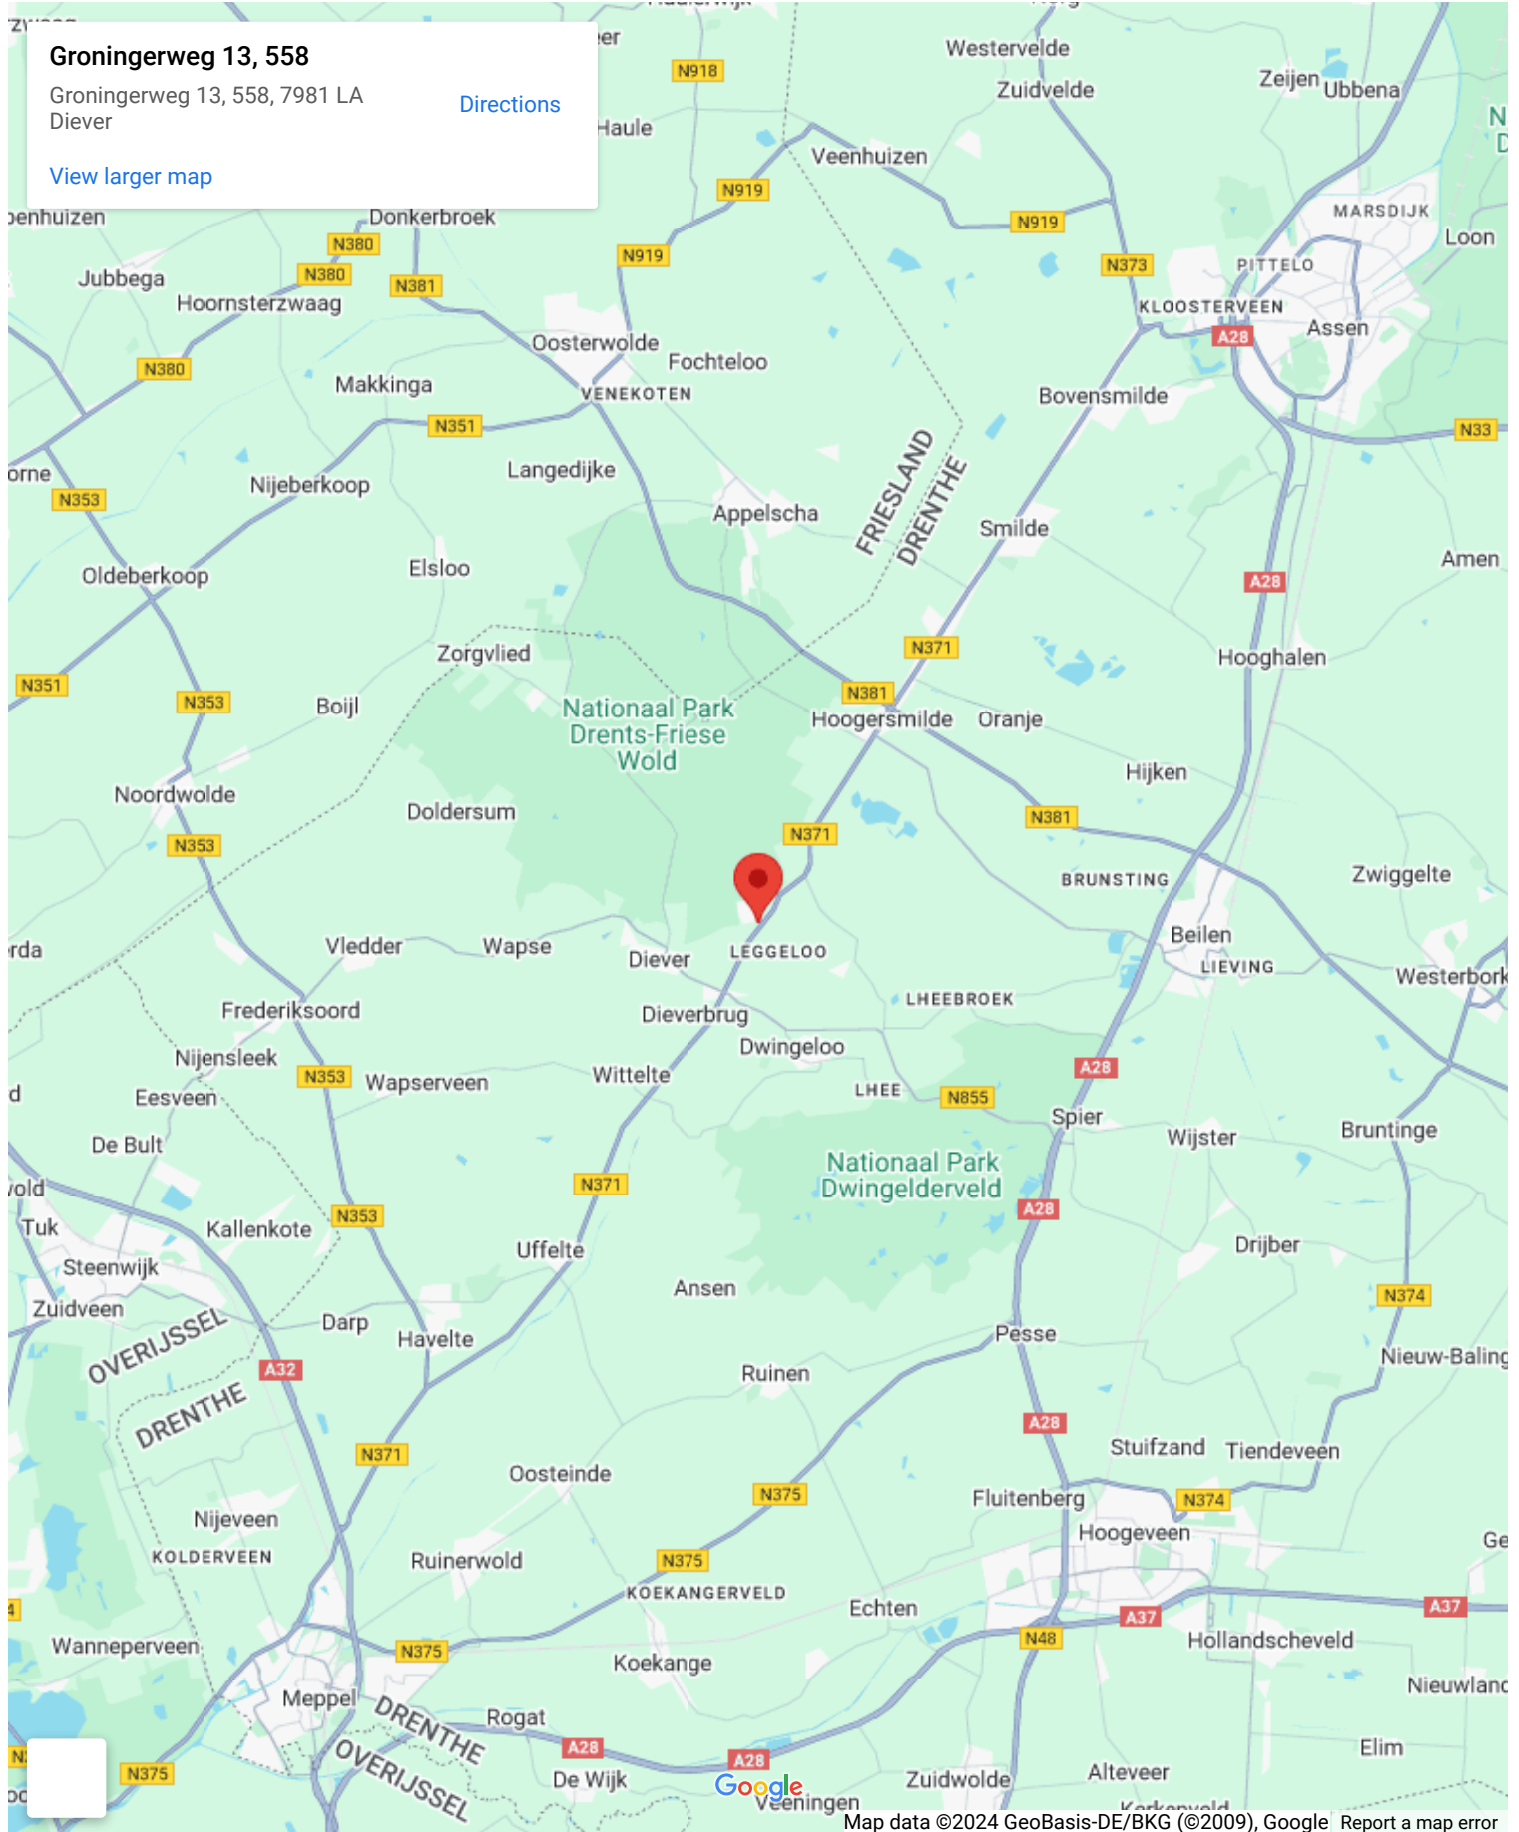 Groningerweg 13, 558
Groningerweg 13, 558, 7981 LA
Diever
Directions
View larger map
N918
Westervelde
Zuidvelde
Zeijen
Ubbena
Haule
Veenhuizen
N919
N919
N919
MARSDIJK
Loon
Donkerbroek
N380
N380
N381
Jubbega
Hoornsterzwaag
N373
PITTELO
KLOOSTERVEEN
Assen
A28
Oosterwolde
Fochteloo
VENEKOTEN
N380
Makkinga
Bovensmilde
N351
N33
Langedijke
Nijeberkoop
N353
Appelscha
FRIESLAND
DRENTHE
Smilde
Amen
Elsloo
Oldeberkoop
A28
Zorgvlied
N371
Hooghalen
N351
N353
Boijl
N381
Nationaal Park
Drents-Friese
Wold
Hoogersmilde
Oranje
Hijken
Noordwolde
Doldersum
N381
N371
N353
BRUNSTING
Zwiggelte
Beilen
LIEVING
Vledder
Wapse
Diever
LEGGELOO
Westerbork
LHEEBROEK
Frederiksoord
Dieverbrug
Dwingeloo
Nijensleek
N353
Wapserveen
Wittelte
A28
LHEE
N855
Eesveen
Spier
Wijster
Bruntinge
De Bult
Nationaal Park
Dwingelderveld
N371
A28
N353
Tuk
Kallenkote
Uffelte
Drijber
Steenwijk
Ansen
N374
Zuidveen
OVERIJSSEL
DRENTHE
Darp
Havelte
Pesse
A32
Ruinen
Nieuw-Baling
A28
N371
Stuifzand
Tiendeveen
Oosteinde
N375
Fluitenberg
N374
Nijeveen
Hoogeveen
KOLDERVEEN
Ruinerwold
N375
KOEKANGERVELD
Echten
A37
A37
Wanneperveen
N375
N48
Hollandscheveld
Koekange
Meppel
Nieuwland
DRENTHE
OVERIJSSEL
Rogat
A28
A28
Elim
N375
De Wijk
Google
Zuidwolde
Alteveer
Veeningen
Map data ©2024 GeoBasis-DE/BKG (©2009), Google
Report a map error